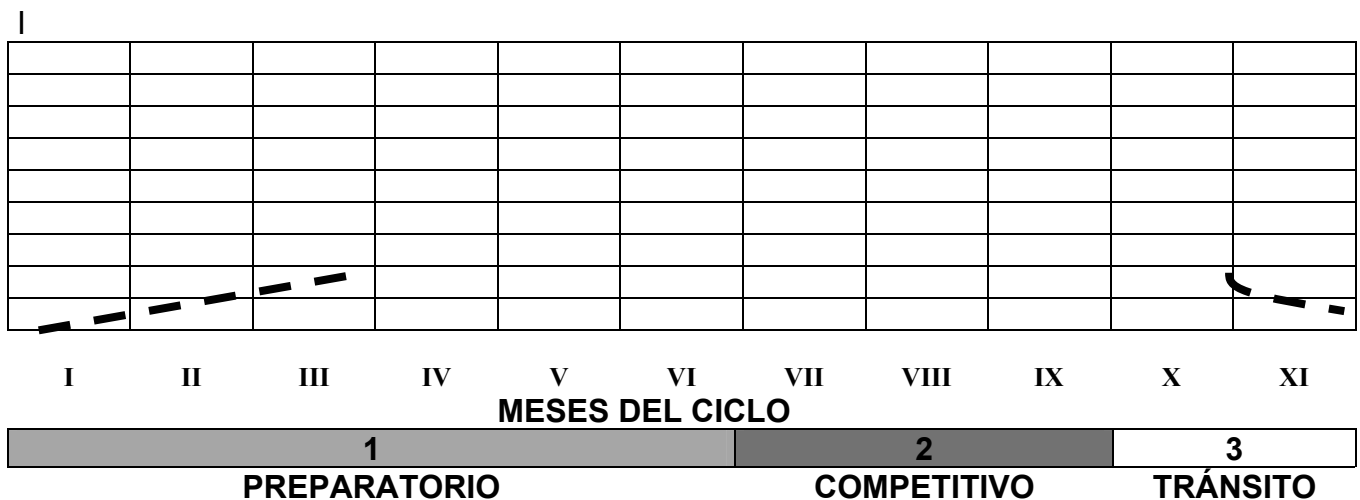 I
I II III IV V VI VII VIII IX X XI
MESES DEL CICLO
1 2 3
PREPARATORIO COMPETITIVO TRÁNSITO